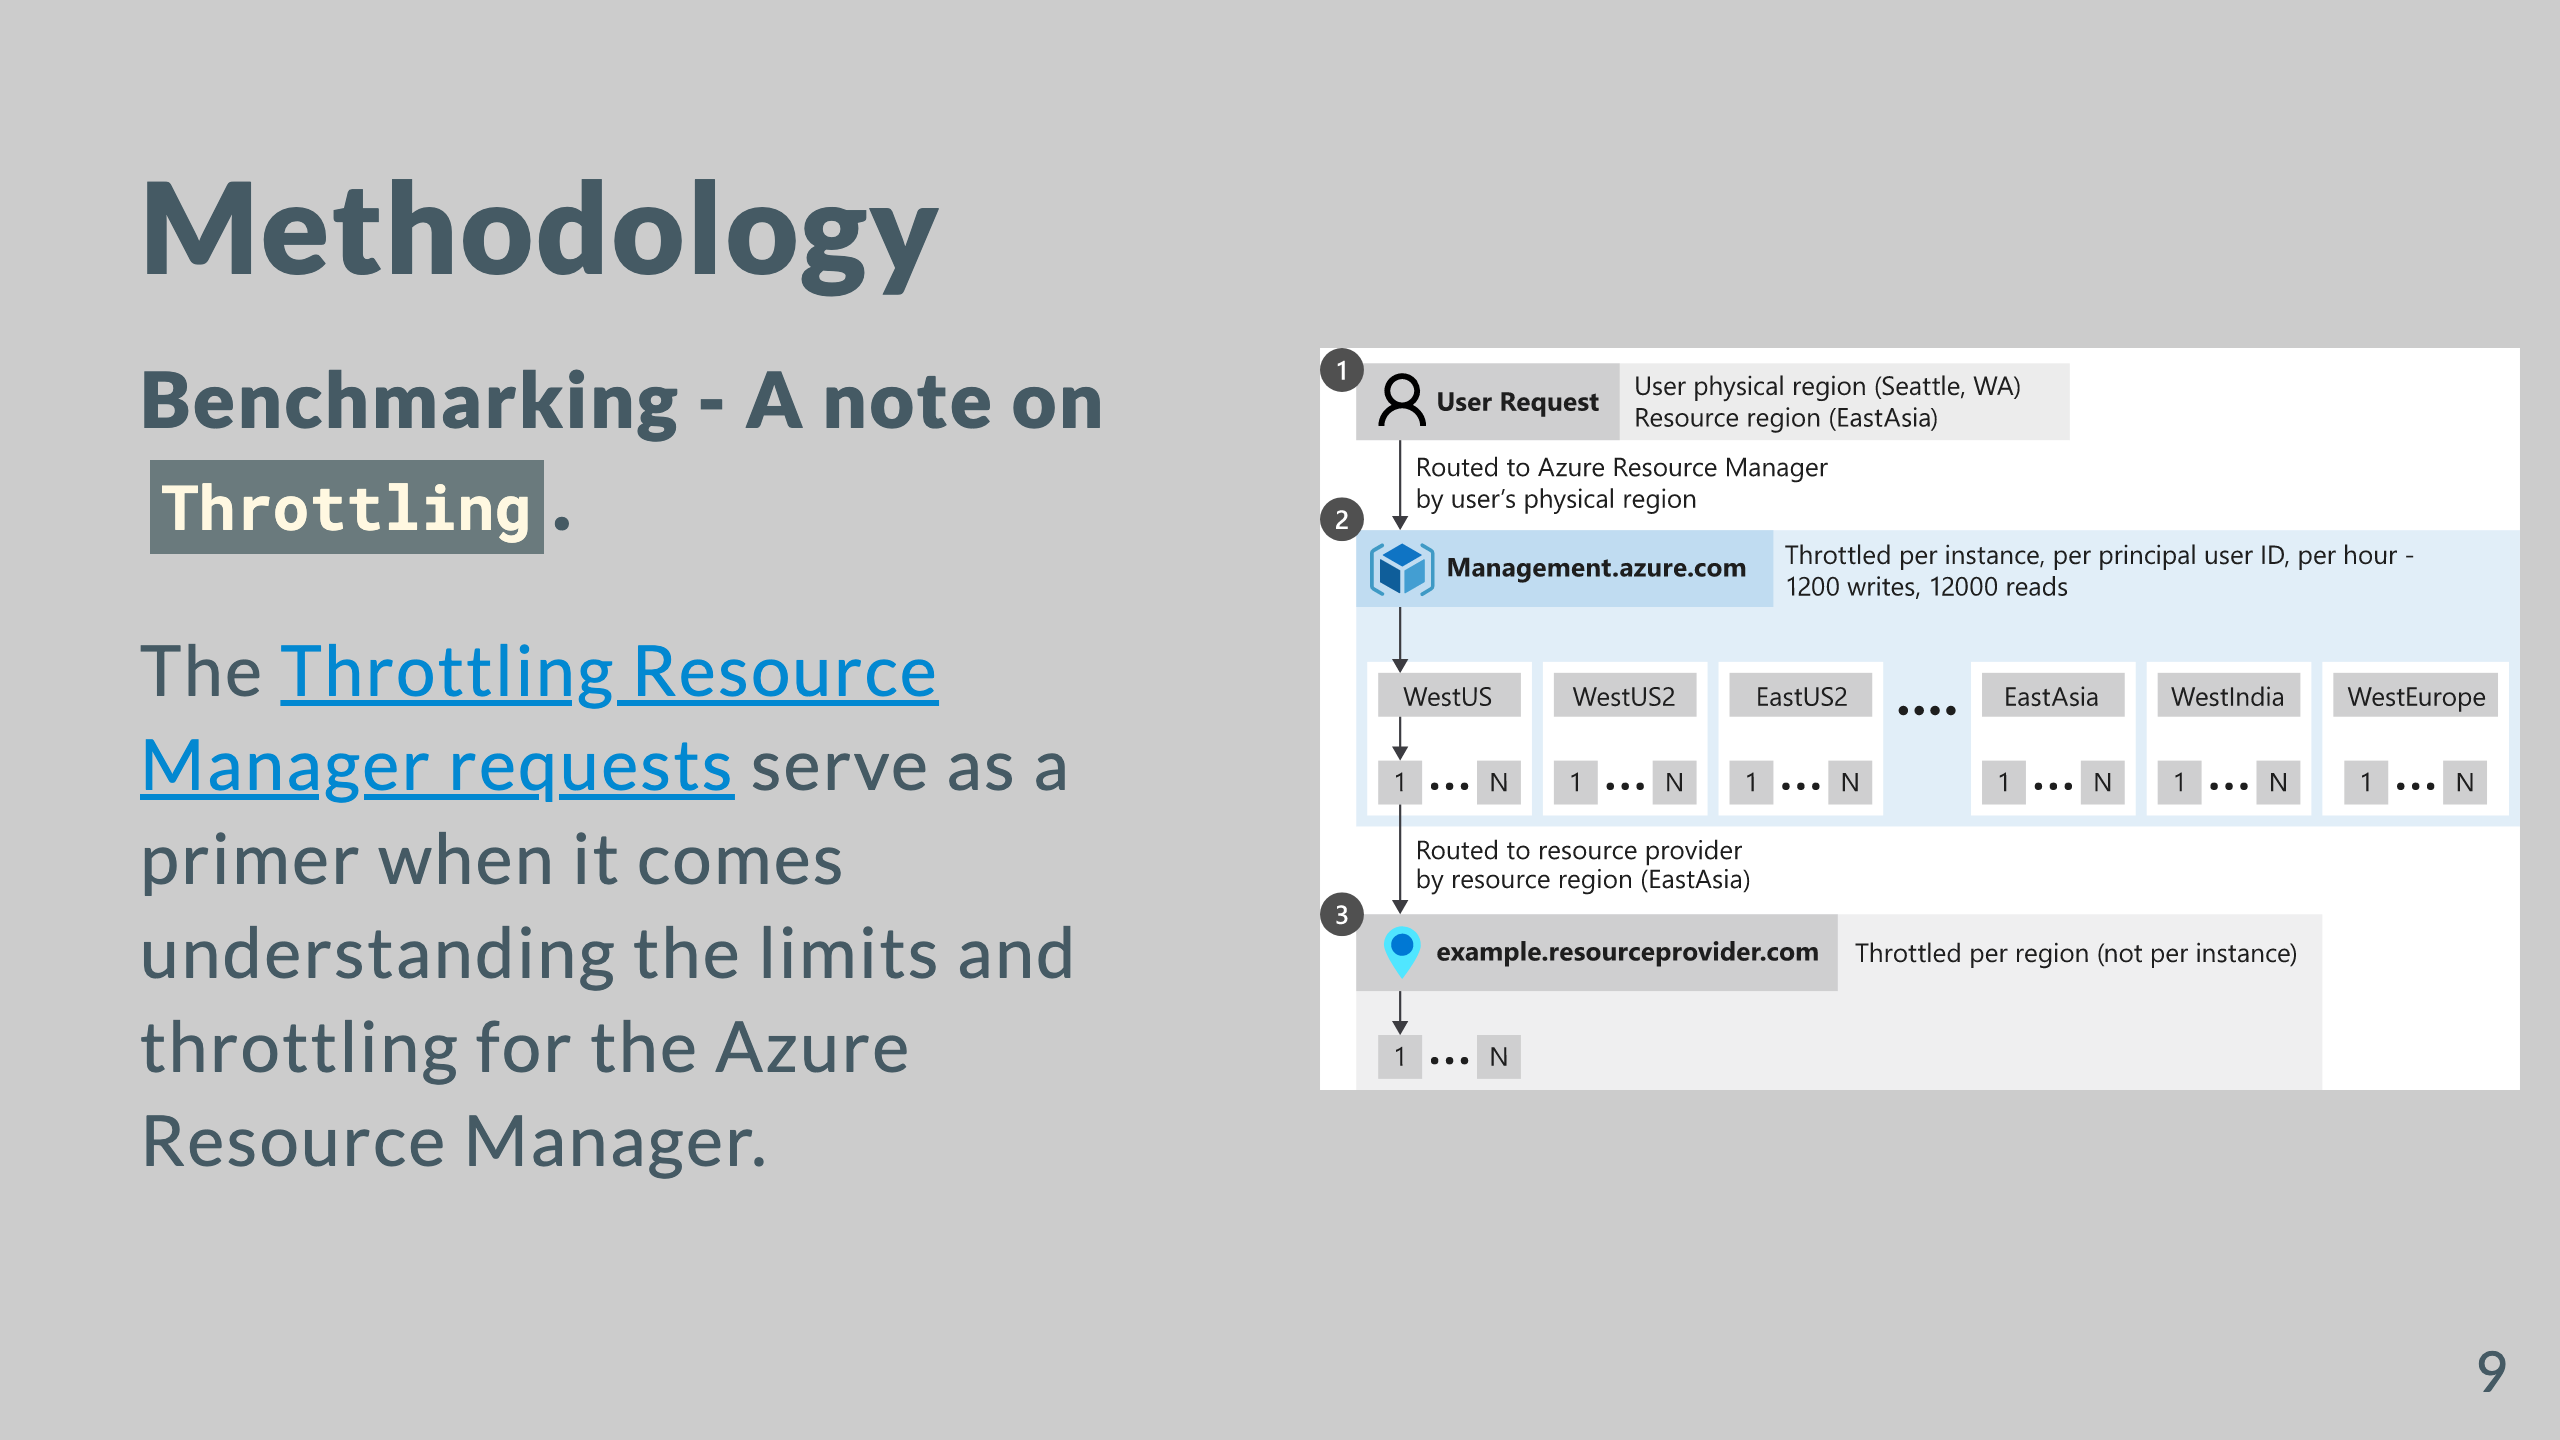 Methodology
Benchmarking - A note on
Throttling.
The Throttling Resource
Manager requests serve as a
primer when it comes
understanding the limits and
throttling for the Azure
Resource Manager.
1
User Request
User physical region (Seattle, WA)
Resource region (EastAsia)
Routed to Azure Resource Manager
by user’s physical region
2
Management.azure.com
Throttled per instance, per principal user ID, per hour -
1200 writes, 12000 reads
WestUS WestUS2 EastUS2 •••• EastAsia WestIndia WestEurope
1 ••• N 1 ••• N 1 ••• N 1 ••• N 1 ••• N 1 ••• N
Routed to resource provider
by resource region (EastAsia)
3
example.resourceprovider.com
Throttled per region (not per instance)
1 ••• N
9